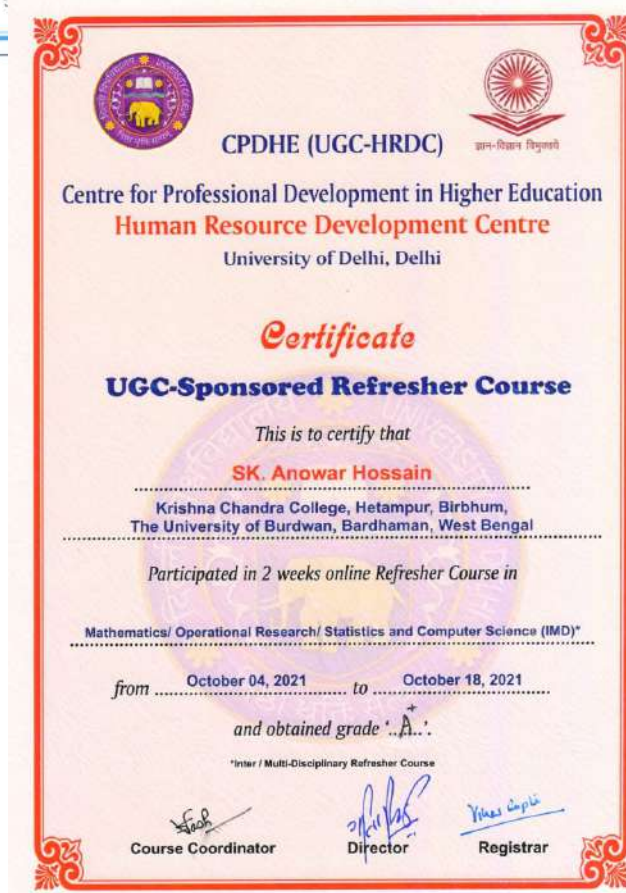 CPDHE (UGC-HRDC)
ज्ञान-विज्ञान विमुक्तये
Centre for Professional Development in Higher Education
Human Resource Development Centre
University of Delhi, Delhi
Certificate
UGC-Sponsored Refresher Course
This is to certify that
SK. Anowar Hossain
Krishna Chandra College, Hetampur, Birbhum,
The University of Burdwan, Bardhaman, West Bengal
Participated in 2 weeks online Refresher Course in
Mathematics/ Operational Research/ Statistics and Computer Science (IMD)*
from October 04, 2021 to October 18, 2021
and obtained grade '..A+..'.
*Inter / Multi-Disciplinary Refresher Course
Course Coordinator Director Registrar